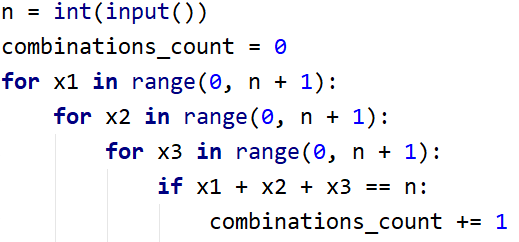 n = int(input())
combinations_count = 0
for x1 in range(0, n + 1):
    for x2 in range(0, n + 1):
        for x3 in range(0, n + 1):
            if x1 + x2 + x3 == n:
                combinations_count += 1